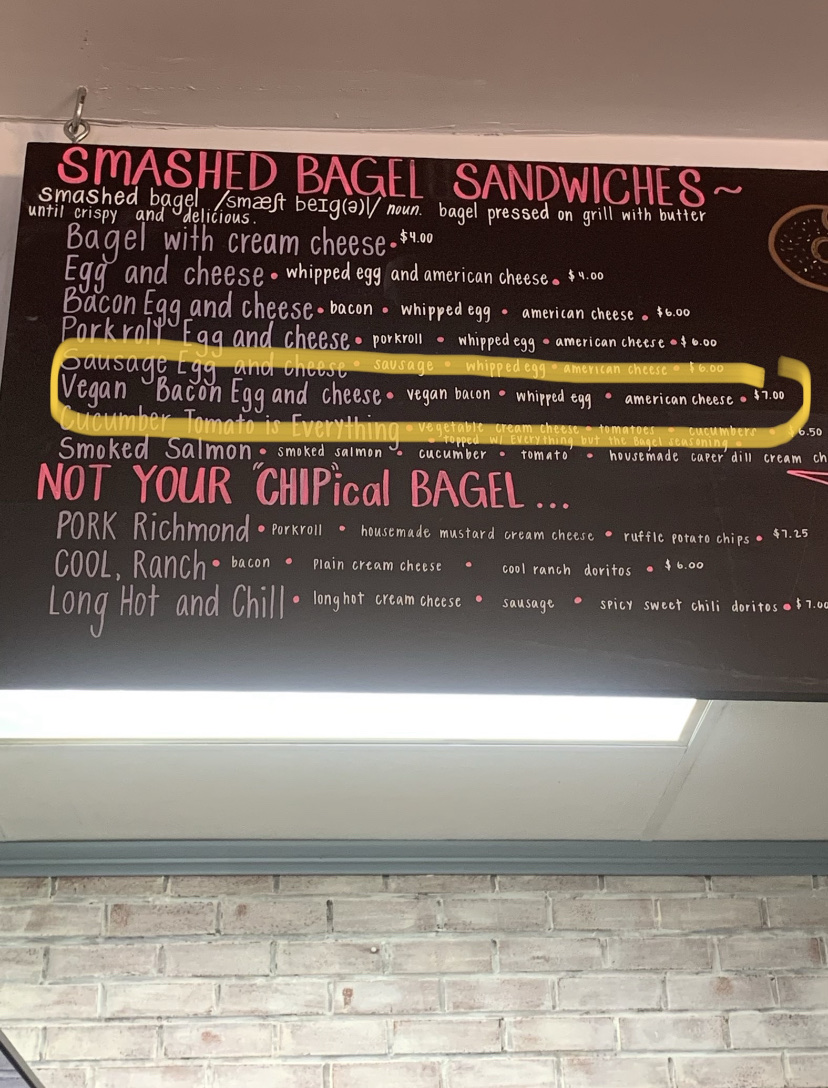 SMASHED BAGEL SANDWICHES~
smashed bagel /smæʃt beɪg(ə)l/ noun. bagel pressed on grill with butter
until crispy and delicious.
Bagel with cream cheese • $4.00
Egg and cheese • whipped egg and american cheese • $4.00
Bacon Egg and cheese • bacon • whipped egg • american cheese • $6.00
Porkroll Egg and cheese • porkroll • whipped egg • american cheese • $6.00
Sausage Egg and cheese • sausage • whipped egg • american cheese • $6.00
Vegan Bacon Egg and cheese • vegan bacon • whipped egg • american cheese • $7.00
Cucumber Tomato is Everything • vegetable cream cheese • tomatoes • cucumbers • $6.50
• Topped w/ Everything but the Bagel seasoning •
Smoked Salmon • smoked salmon • cucumber • tomato • housemade caper dill cream ch
NOT YOUR "CHIP"ical BAGEL ...
PORK Richmond • Porkroll • housemade mustard cream cheese • ruffle potato chips • $7.25
COOL, Ranch • bacon • Plain cream cheese • cool ranch doritos • $6.00
Long Hot and Chill • longhot cream cheese • sausage • spicy sweet chili doritos • $7.00